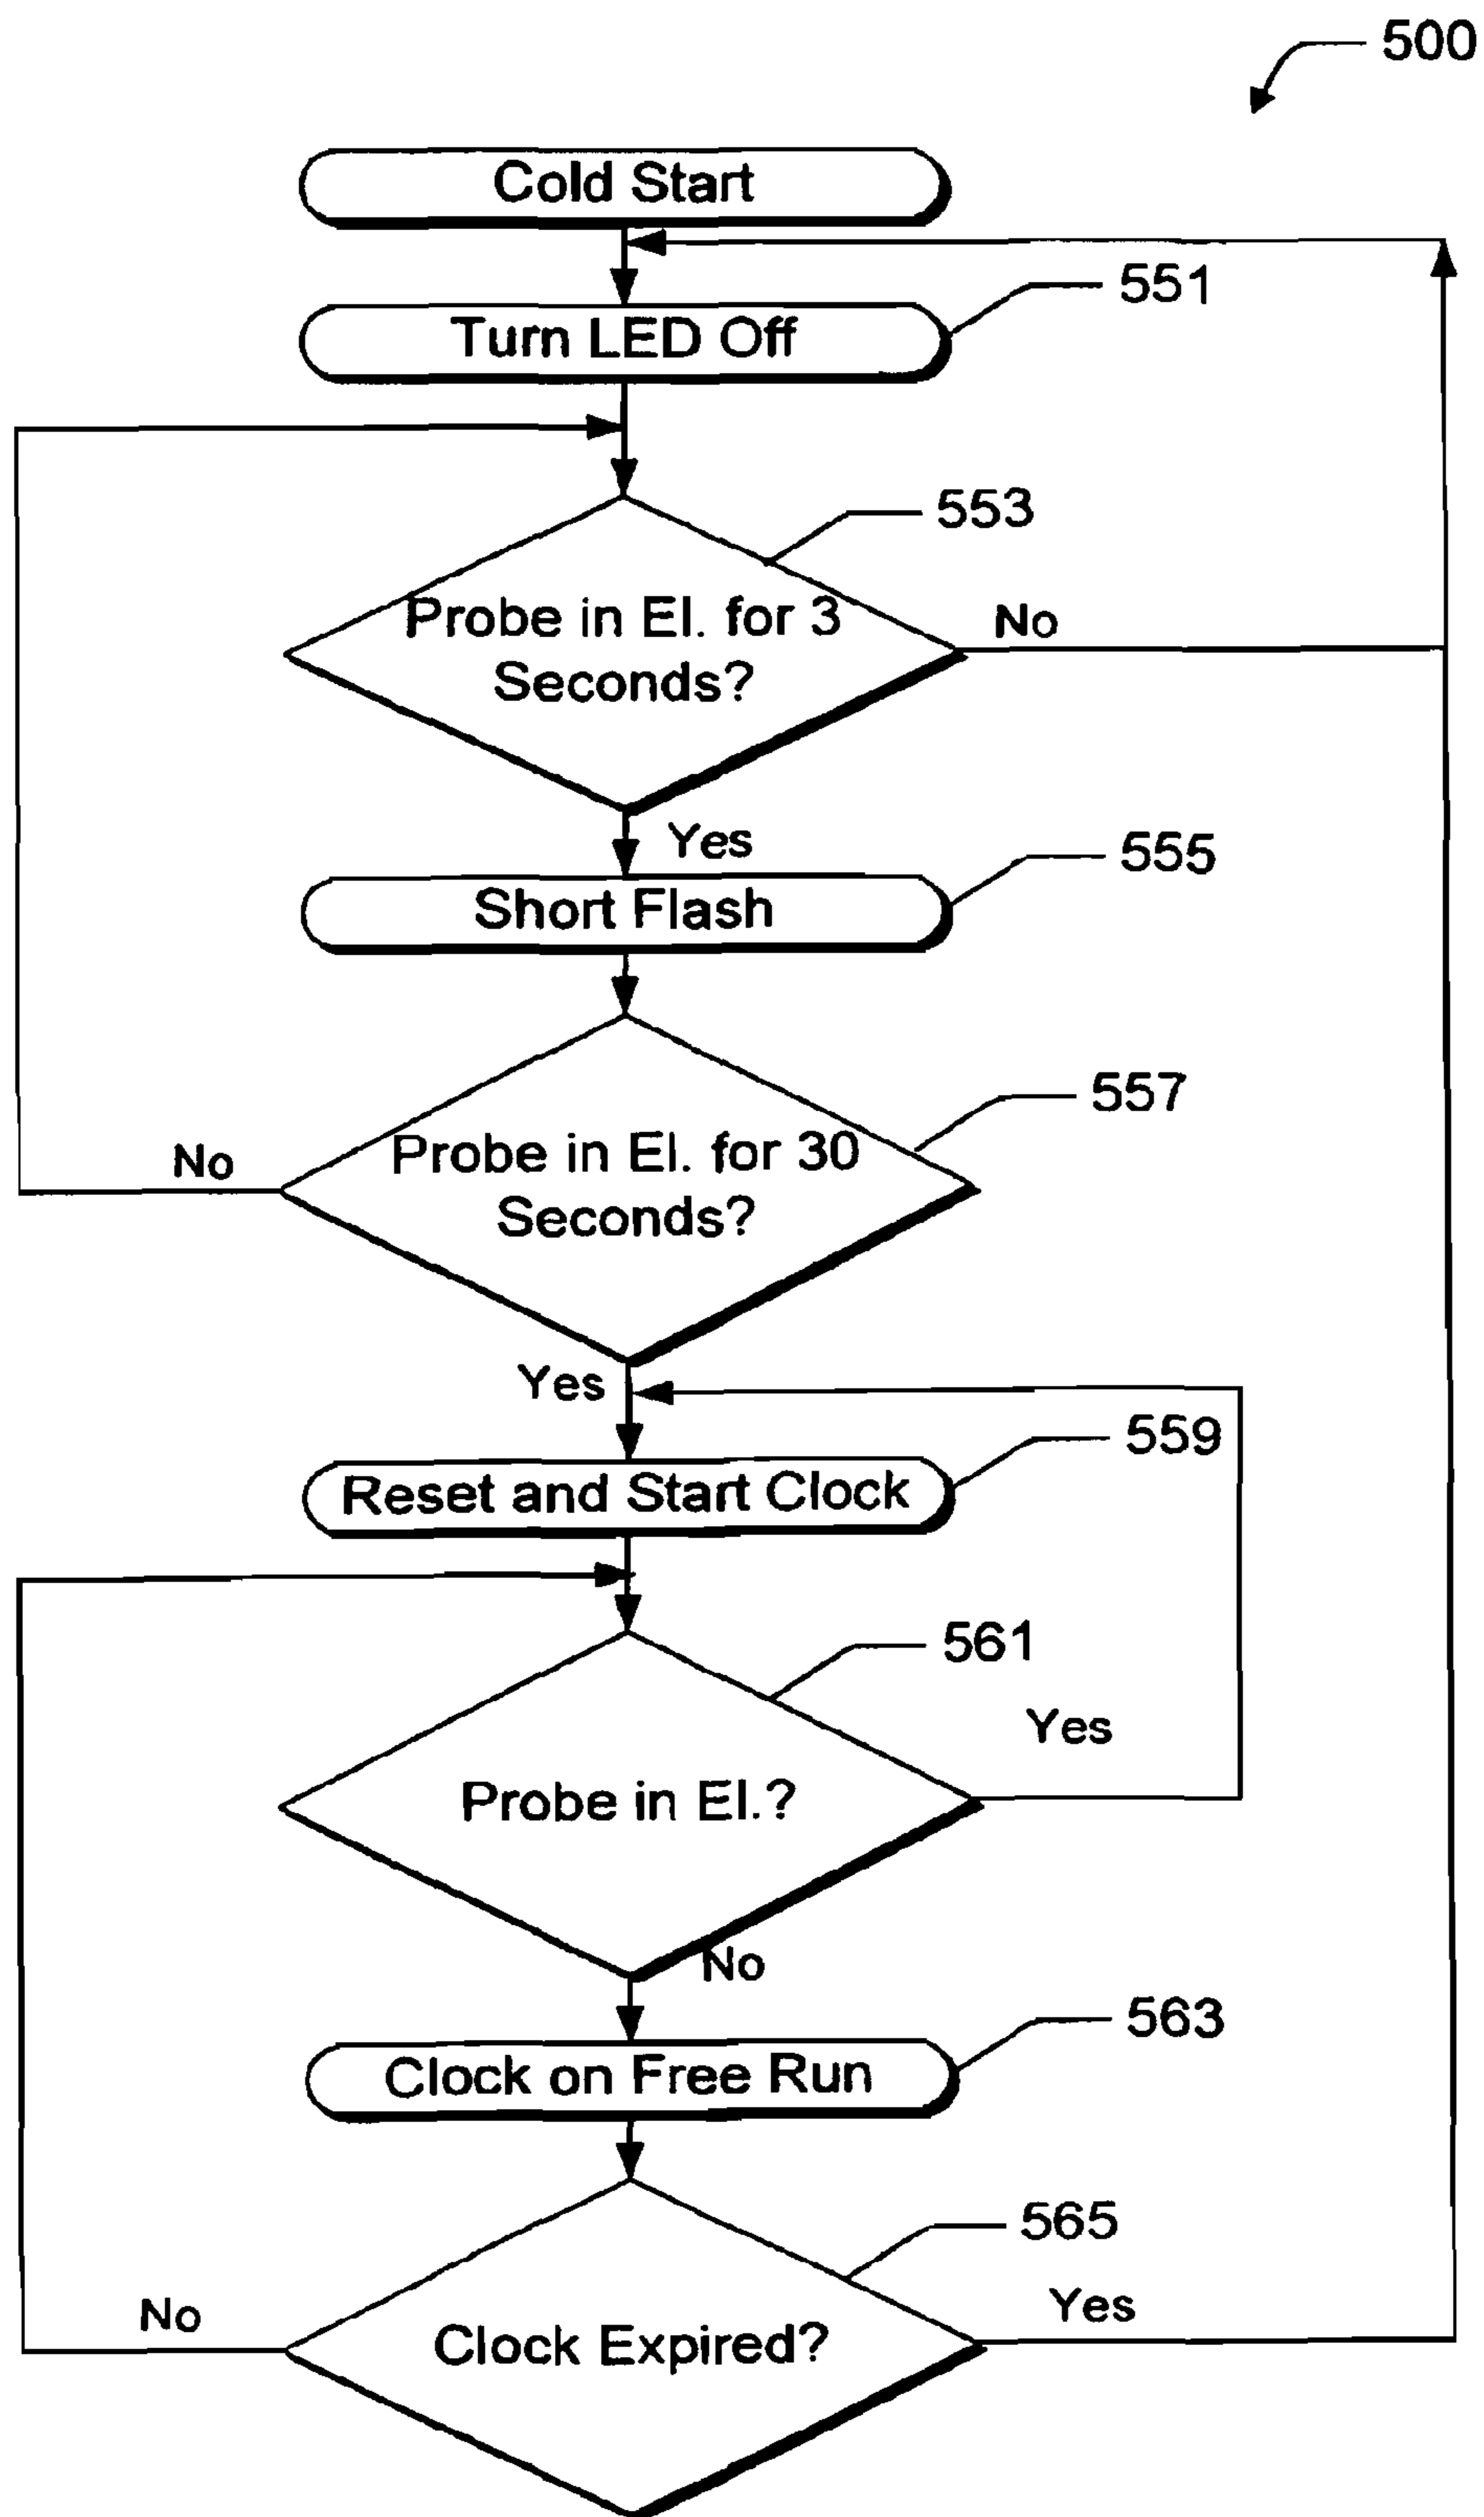 500
Cold Start
551
Turn LED Off
553
Probe in El. for 3
Seconds?
No
Yes
555
Short Flash
557
Probe in El. for 30
Seconds?
No
Yes
559
Reset and Start Clock
561
Yes
Probe in El.?
No
563
Clock on Free Run
565
Yes
No
Clock Expired?